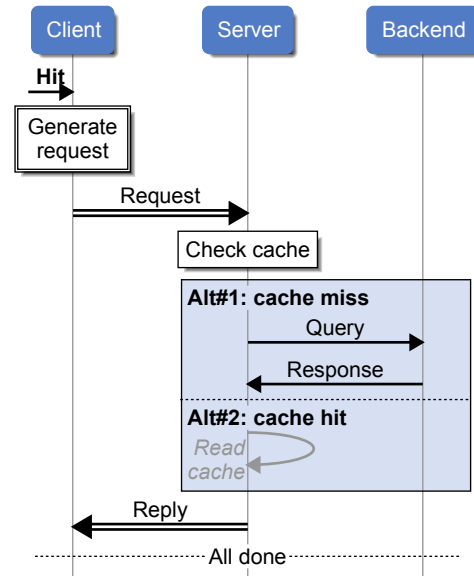 Client
Server
Backend
Hit
Generate
request
Request
Check cache
Alt#1: cache miss
Query
Response
Alt#2: cache hit
Read
cache
Reply
All done